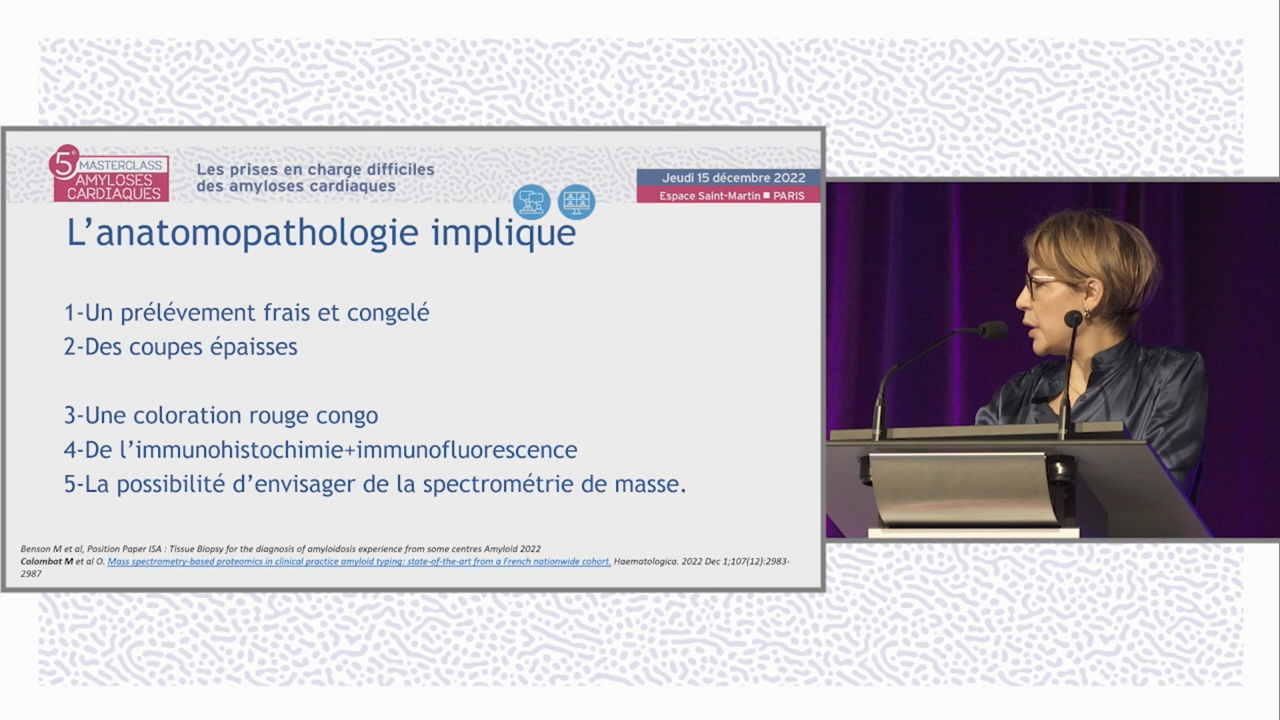 5e MASTERCLASS
AMYLOSES
CARDIAQUES
Les prises en charge difficiles
des amyloses cardiaques
Jeudi 15 décembre 2022
Espace Saint-Martin ■ PARIS
L’anatomopathologie implique
1-Un prélévement frais et congelé
2-Des coupes épaisses
3-Une coloration rouge congo
4-De l’immunohistochimie+immunofluorescence
5-La possibilité d’envisager de la spectrométrie de masse.
Benson M et al, Position Paper ISA : Tissue Biopsy for the diagnosis of amyloidosis experience from some centres Amyloid 2022
Colombat M et al O. Mass spectrometry-based proteomics in clinical practice amyloid typing: state-of-the-art from a French nationwide cohort. Haematologica. 2022 Dec 1;107(12):2983-
2987